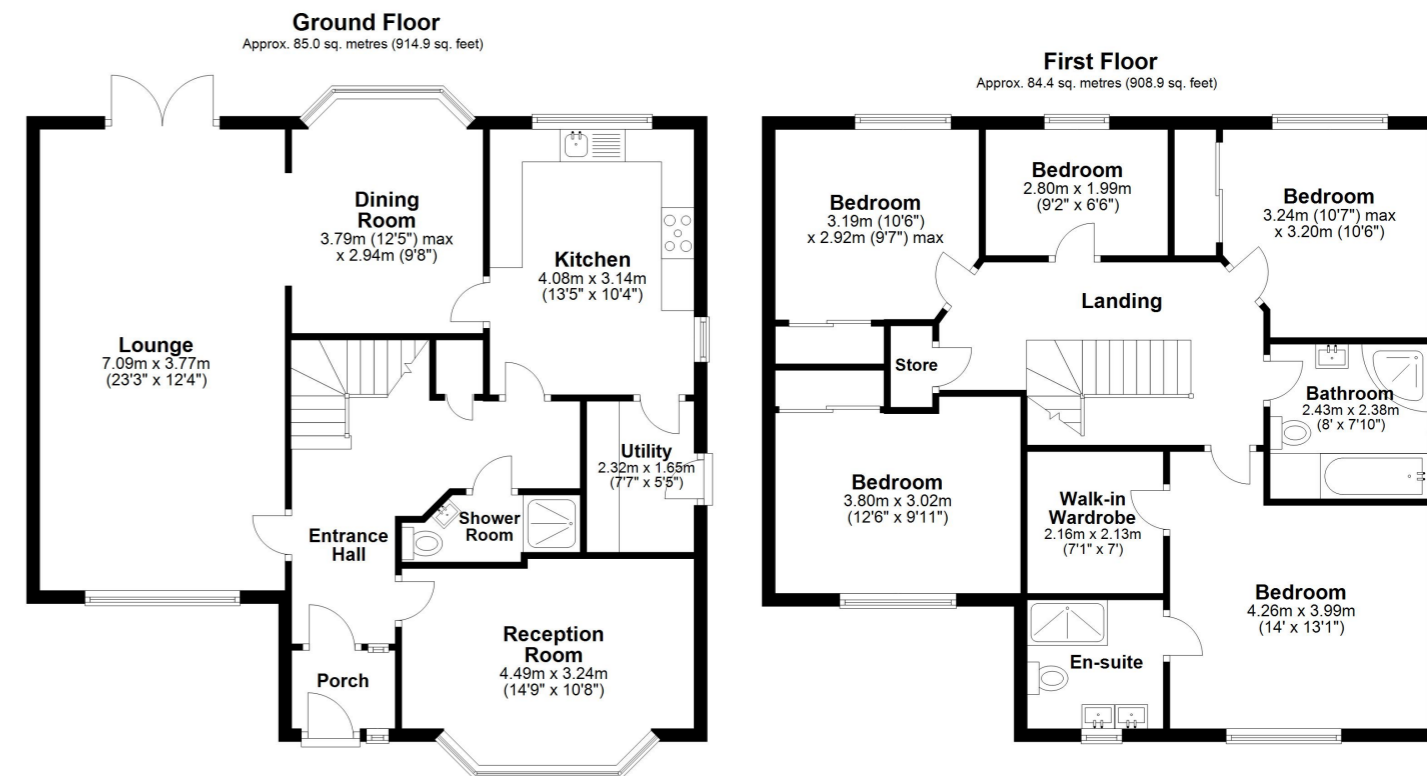 Ground Floor
Approx. 85.0 sq. metres (914.9 sq. feet)
Dining
Room
3.79m (12'5") max
x 2.94m (9'8")
Kitchen
4.08m x 3.14m
(13'5" x 10'4")
Lounge
7.09m x 3.77m
(23'3" x 12'4")
Utility
2.32m x 1.65m
(7'7" x 5'5")
Shower
Room
Entrance
Hall
Reception
Room
4.49m x 3.24m
(14'9" x 10'8")
Porch
First Floor
Approx. 84.4 sq. metres (908.9 sq. feet)
Bedroom
3.19m (10'6")
x 2.92m (9'7") max
Bedroom
2.80m x 1.99m
(9'2" x 6'6")
Bedroom
3.24m (10'7") max
x 3.20m (10'6")
Landing
Store
Bathroom
2.43m x 2.38m
(8' x 7'10")
Bedroom
3.80m x 3.02m
(12'6" x 9'11")
Walk-in
Wardrobe
2.16m x 2.13m
(7'1" x 7')
Bedroom
4.26m x 3.99m
(14' x 13'1")
En-suite